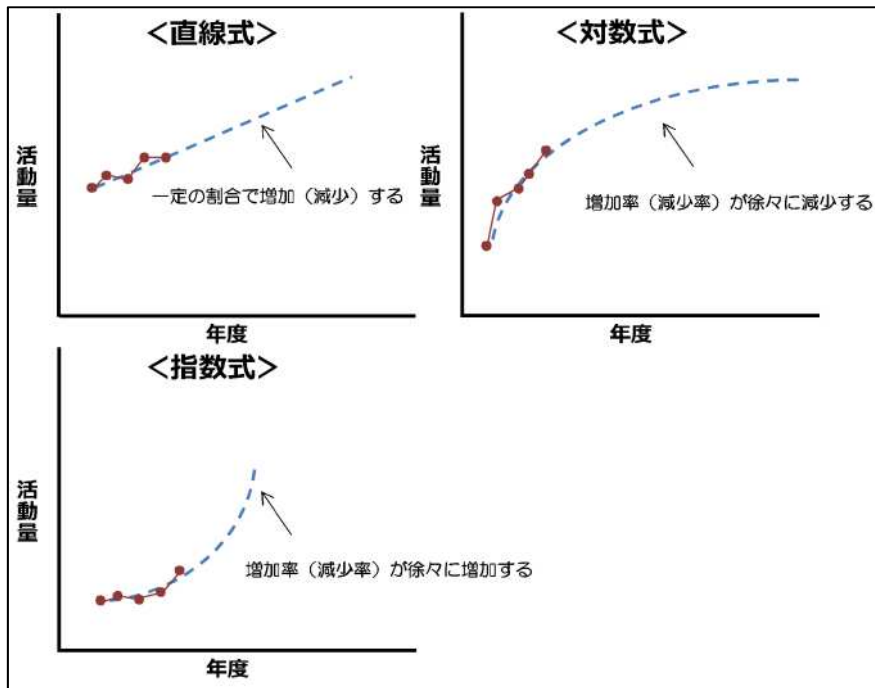 <直線式>
活動量
一定の割合で増加（減少）する
年度
<対数式>
活動量
増加率（減少率）が徐々に減少する
年度
<指数式>
活動量
増加率（減少率）が徐々に増加する
年度